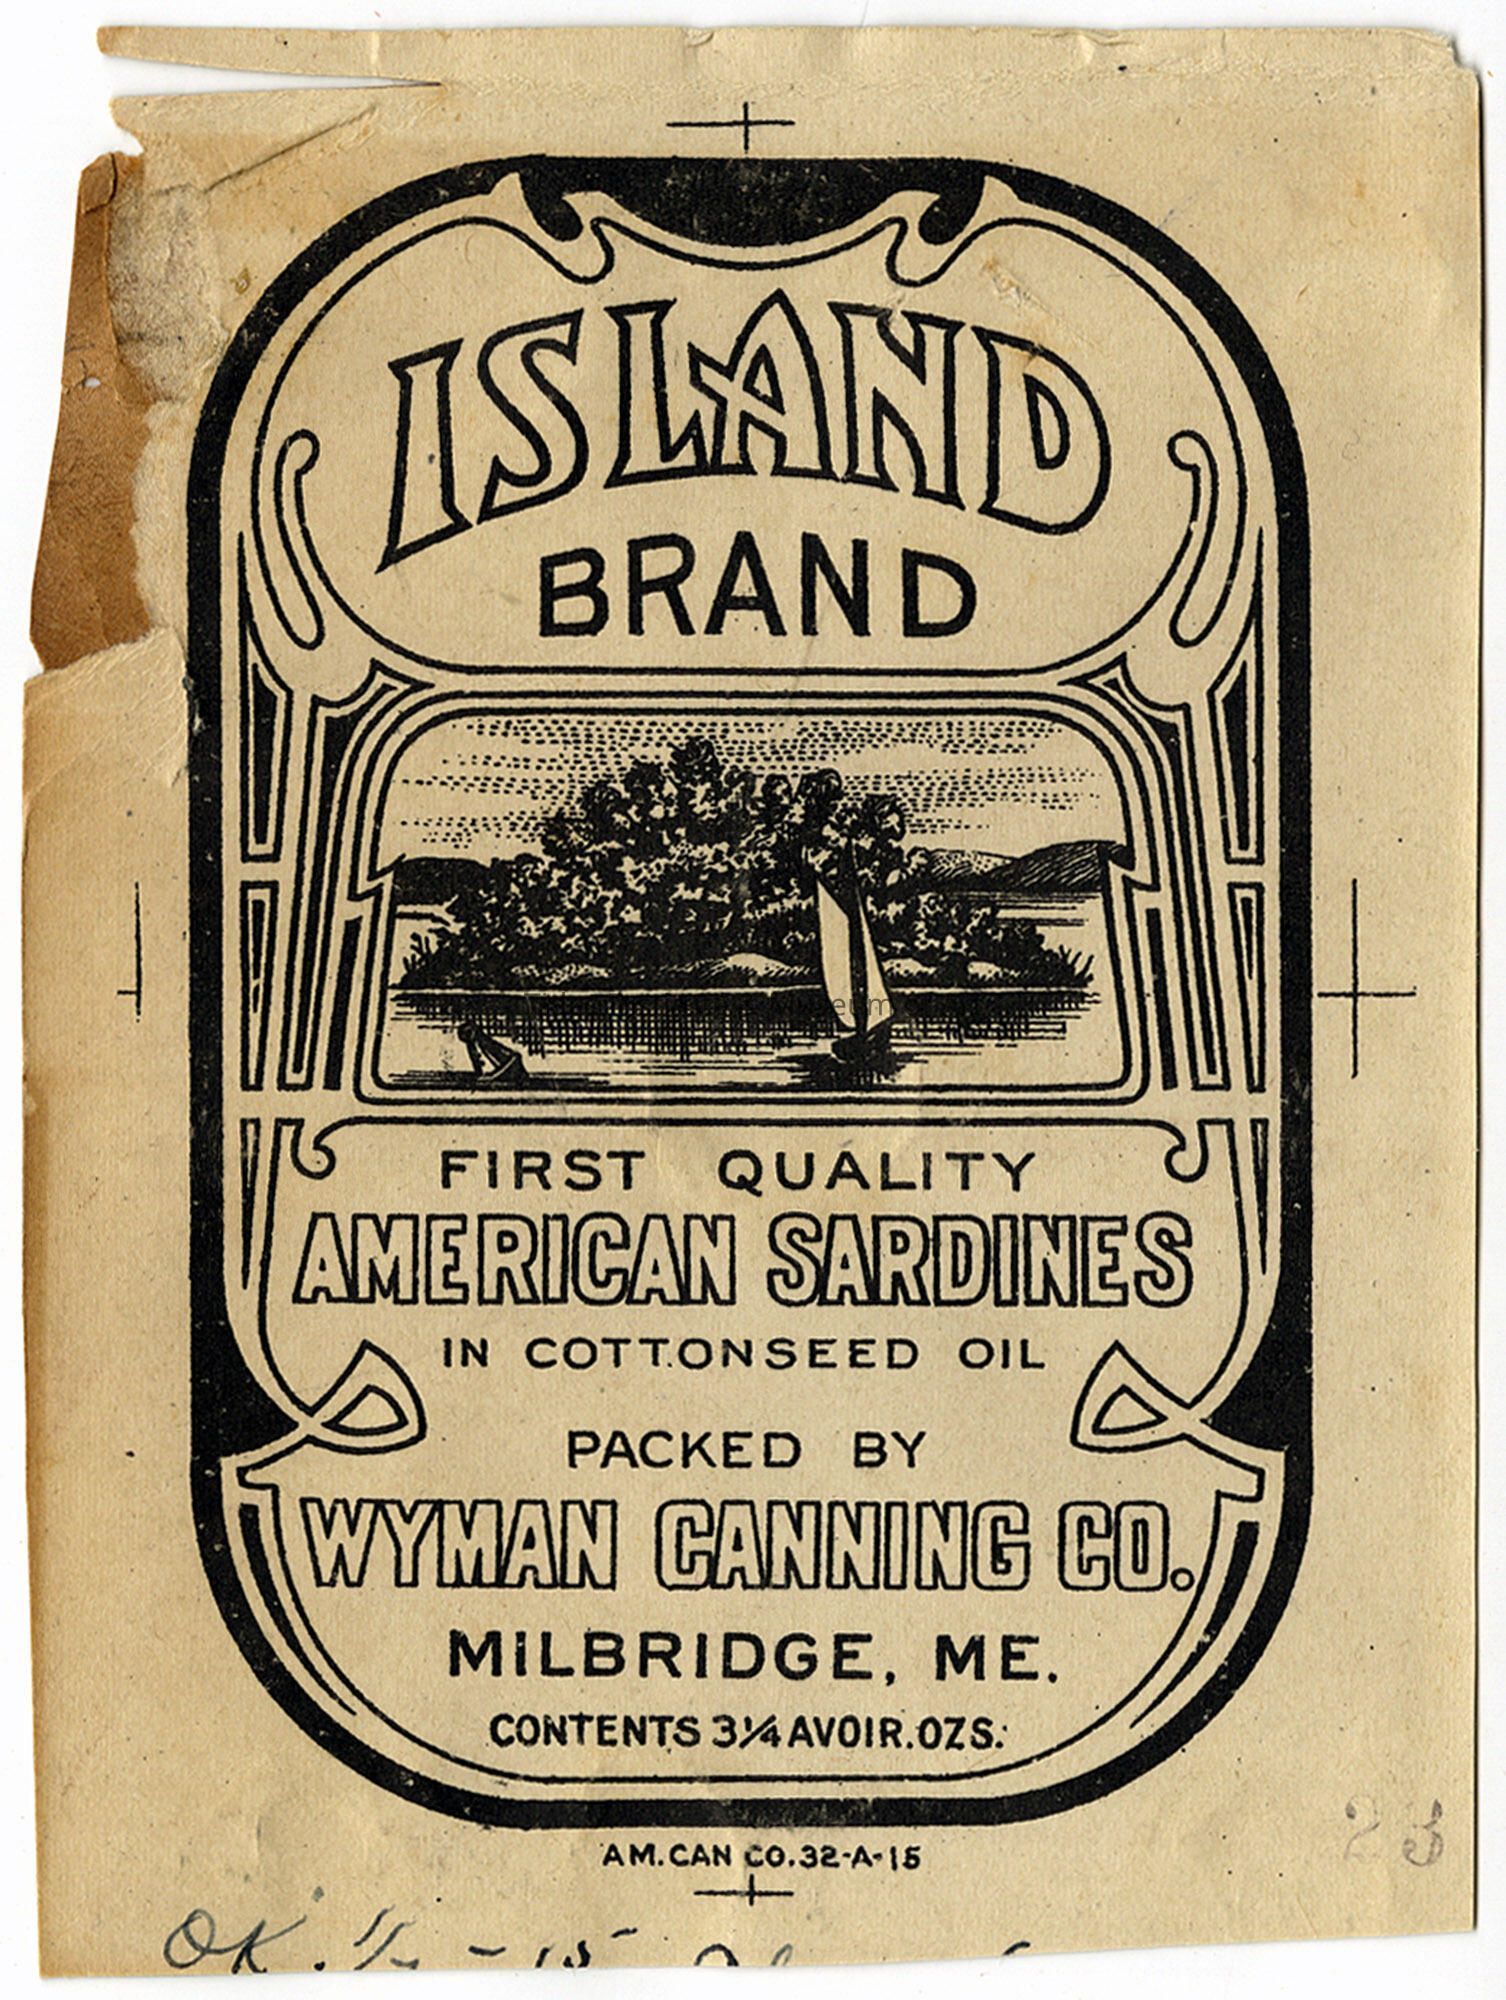 ISLAND
BRAND
FIRST QUALITY
AMERICAN SARDINES
IN COTTONSEED OIL
PACKED BY
WYMAN CANNING CO.
MILBRIDGE, ME.
CONTENTS 3¼ AVOIR. OZS.
AM. CAN CO. 32-A-15
OK.